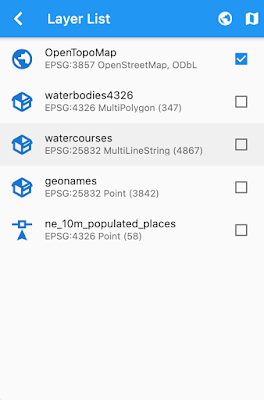 Layer List
OpenTopoMap
EPSG:3857 OpenStreetMap, ODbL
waterbodies4326
EPSG:4326 MultiPolygon (347)
watercourses
EPSG:25832 MultiLineString (4867)
geonames
EPSG:25832 Point (3842)
ne_10m_populated_places
EPSG:4326 Point (58)